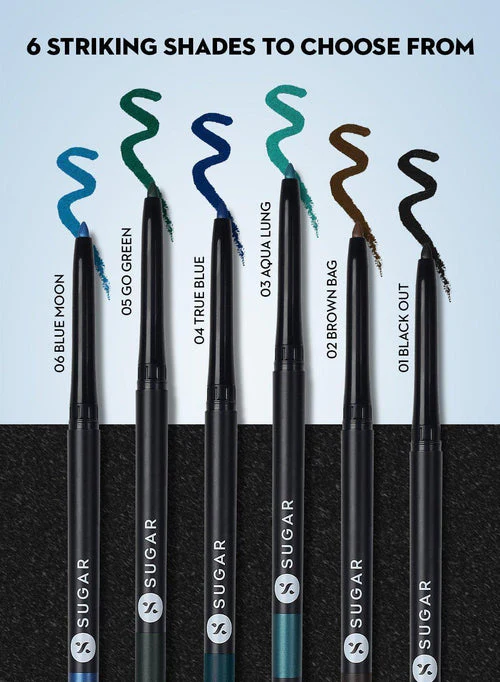 6 STRIKING SHADES TO CHOOSE FROM
06 BLUE MOON
05 GO GREEN
04 TRUE BLUE
03 AQUA LUNG
02 BROWN BAG
01 BLACK OUT
SUGAR
SUGAR
SUGAR
SUGAR
SUGAR
SUGAR